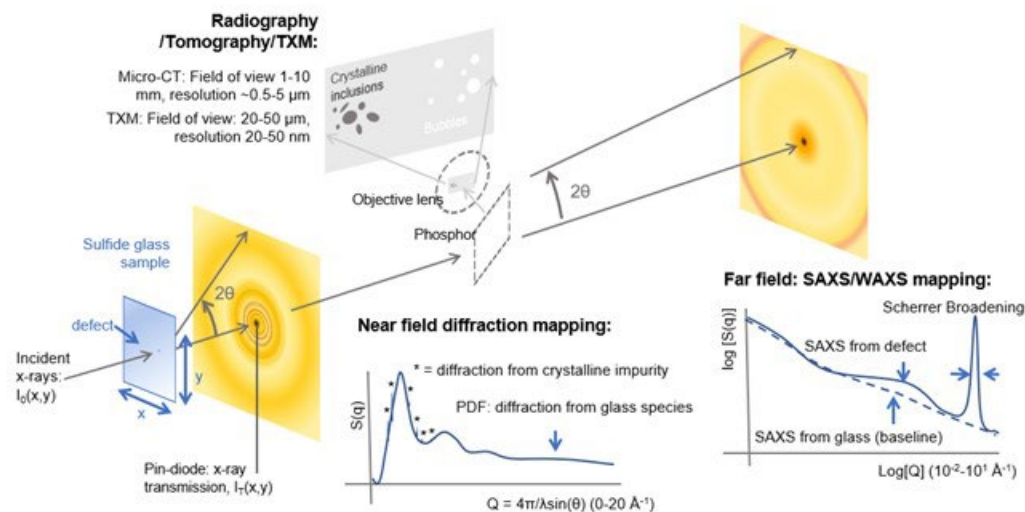 Radiography
/Tomography/TXM:
Micro-CT: Field of view 1-10
mm, resolution ~0.5-5 μm
TXM: Field of view: 20-50 μm,
resolution 20-50 nm
Crystalline
inclusions
Bubbles
Objective lens
Phosphor
2θ
Sulfide glass
sample
2θ
defect
Incident
x-rays:
I₀(x,y)
x
y
Pin-diode: x-ray
transmission, I_T(x,y)
Near field diffraction mapping:
* = diffraction from crystalline impurity
PDF: diffraction from glass species
S(q)
* * * * * * *
Q = 4π/λsin(θ) (0-20 Å⁻¹)
Far field: SAXS/WAXS mapping:
Scherrer Broadening
SAXS from defect
SAXS from glass (baseline)
log [S(q)]
Log[Q] (10⁻²-10¹ Å⁻¹)